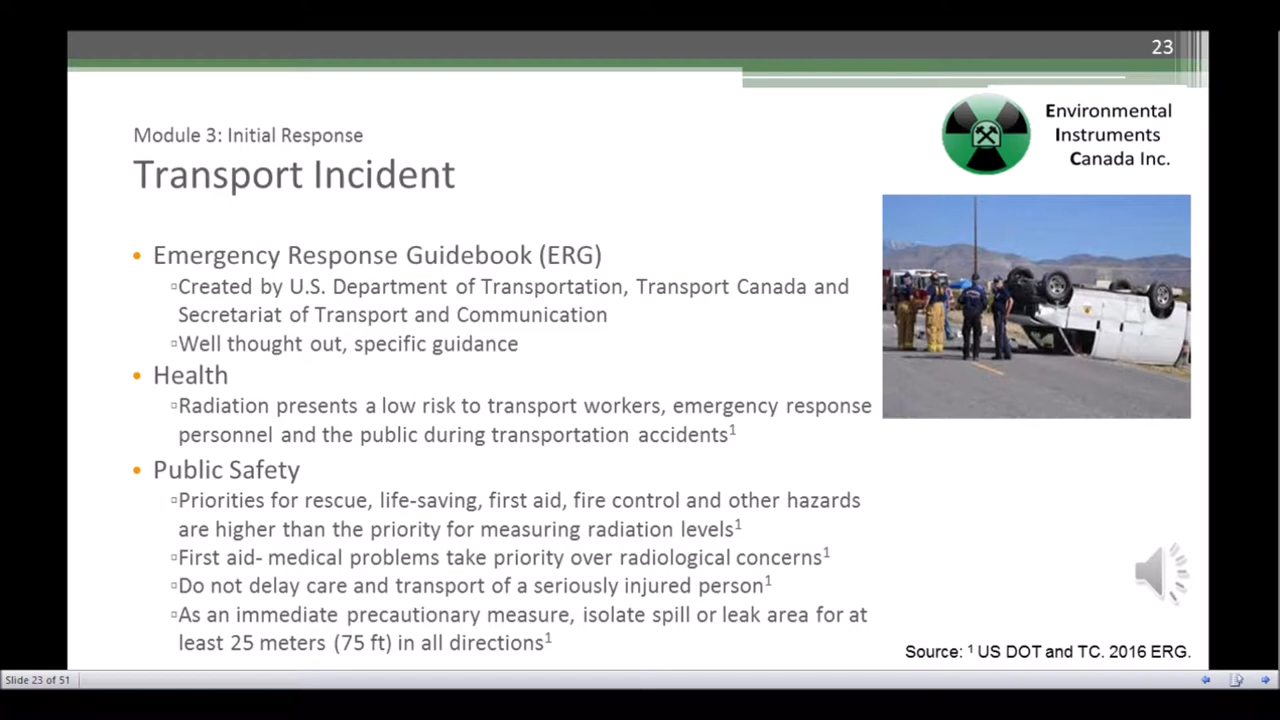 23
Environmental
Instruments
Canada Inc.
Module 3: Initial Response
Transport Incident
• Emergency Response Guidebook (ERG)
▫Created by U.S. Department of Transportation, Transport Canada and
Secretariat of Transport and Communication
▫Well thought out, specific guidance
• Health
▫Radiation presents a low risk to transport workers, emergency response
personnel and the public during transportation accidents¹
• Public Safety
▫Priorities for rescue, life-saving, first aid, fire control and other hazards
are higher than the priority for measuring radiation levels¹
▫First aid- medical problems take priority over radiological concerns¹
▫Do not delay care and transport of a seriously injured person¹
▫As an immediate precautionary measure, isolate spill or leak area for at
least 25 meters (75 ft) in all directions¹
Source: ¹ US DOT and TC. 2016 ERG.
Slide 23 of 51